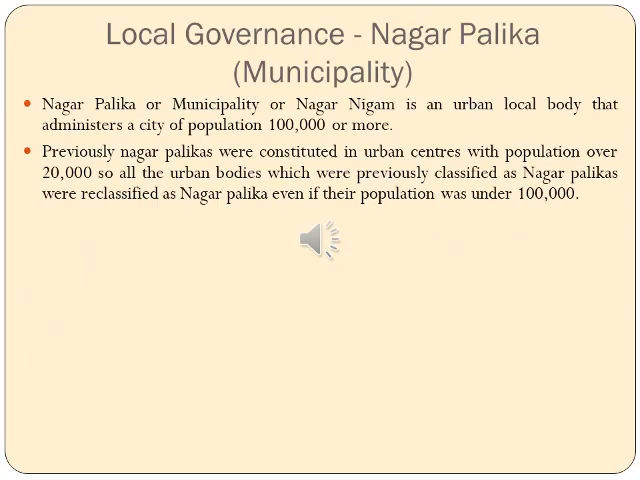 Local Governance - Nagar Palika
(Municipality)
Nagar Palika or Municipality or Nagar Nigam is an urban local body that
administers a city of population 100,000 or more.
Previously nagar palikas were constituted in urban centres with population over
20,000 so all the urban bodies which were previously classified as Nagar palikas
were reclassified as Nagar palika even if their population was under 100,000.